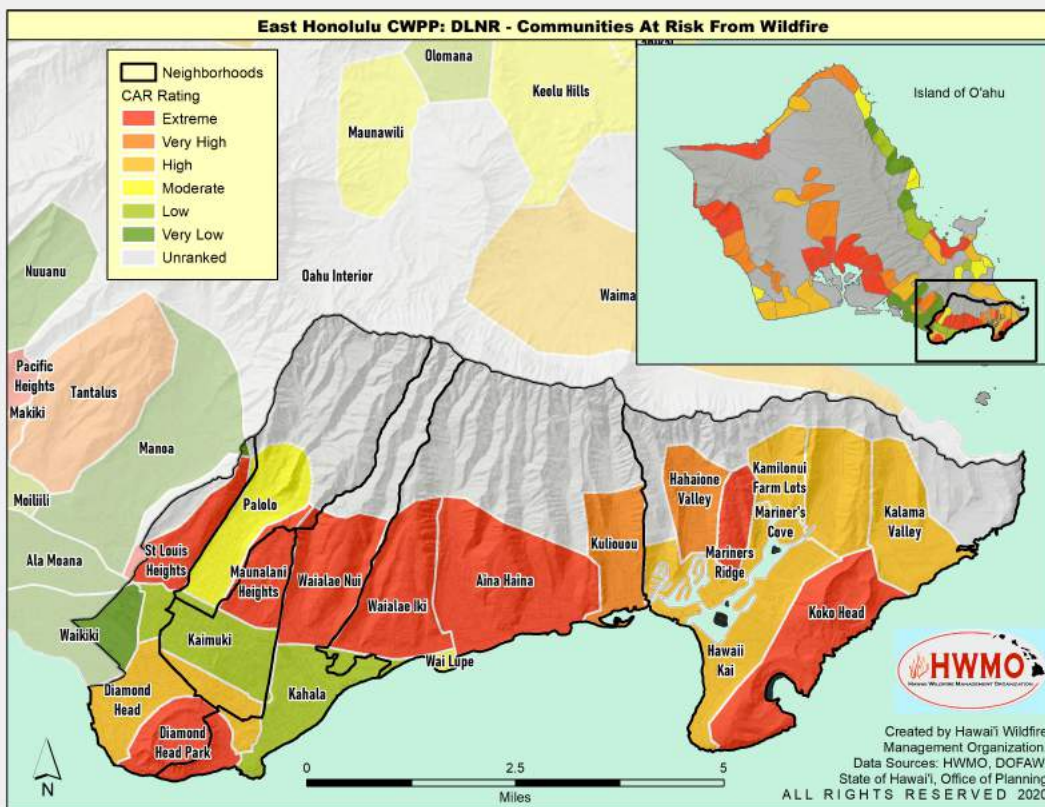 East Honolulu CWPP: DLNR - Communities At Risk From Wildfire
Neighborhoods
CAR Rating
Extreme
Very High
High
Moderate
Low
Very Low
Unranked
Island of O'ahu
Olomana
Keolu Hills
Maunawili
Nuuanu
Oahu Interior
Waima
Pacific
Heights
Tantalus
Makiki
Manoa
Moiliili
Ala Moana
Waikiki
St Louis
Heights
Palolo
Maunalani
Heights
Waialae Nui
Waialae Iki
Aina Haina
Kuliouou
Hahaione
Valley
Kamilonui
Farm Lots
Mariner's
Cove
Mariners
Ridge
Kalama
Valley
Koko Head
Hawaii
Kai
Kaimuki
Kahala
Wai Lupe
Diamond
Head
Diamond
Head Park
N
0 2.5 5
Miles
HWMO
HAWAII WILDFIRE MANAGEMENT ORGANIZATION
Created by Hawai'i Wildfire
Management Organization
Data Sources: HWMO, DOFAW
State of Hawai'i, Office of Planning
ALL RIGHTS RESERVED 2020